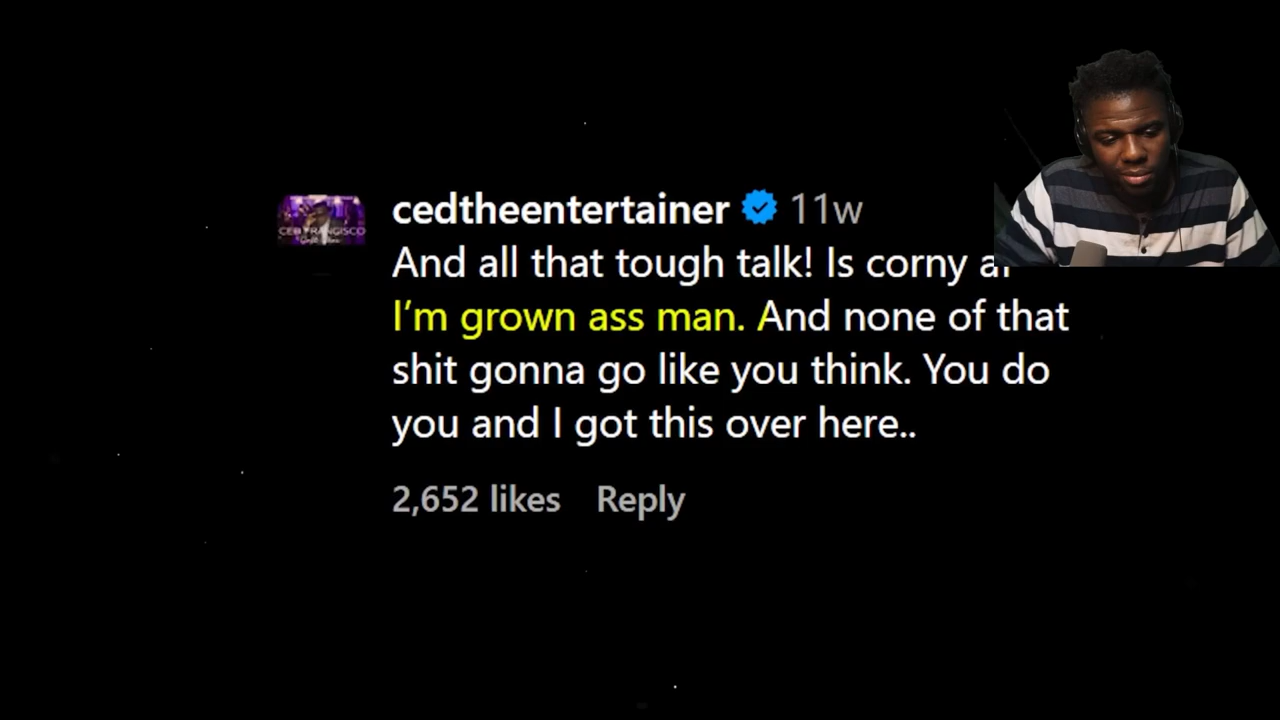 cedtheentertainer 11w
And all that tough talk! Is corny
I'm grown ass man. And none of that
shit gonna go like you think. You do
you and I got this over here..
2,652 likes Reply